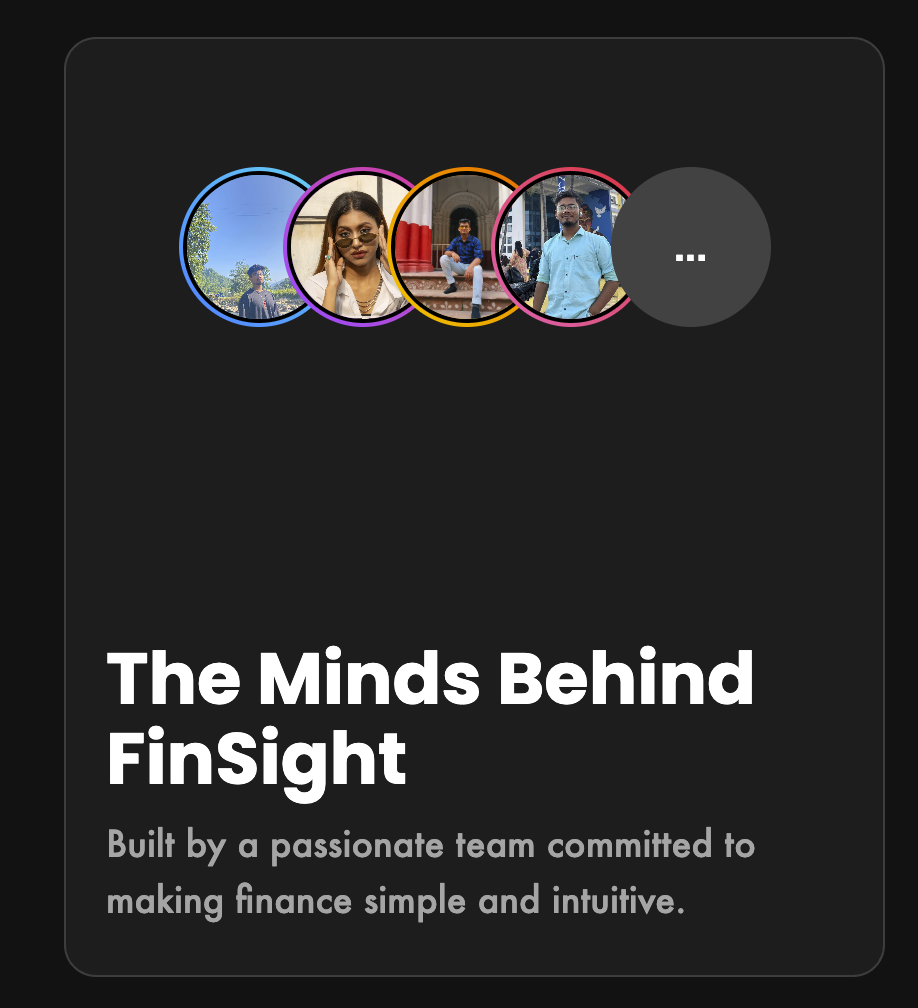 ...
The Minds Behind
FinSight
Built by a passionate team committed to
making finance simple and intuitive.